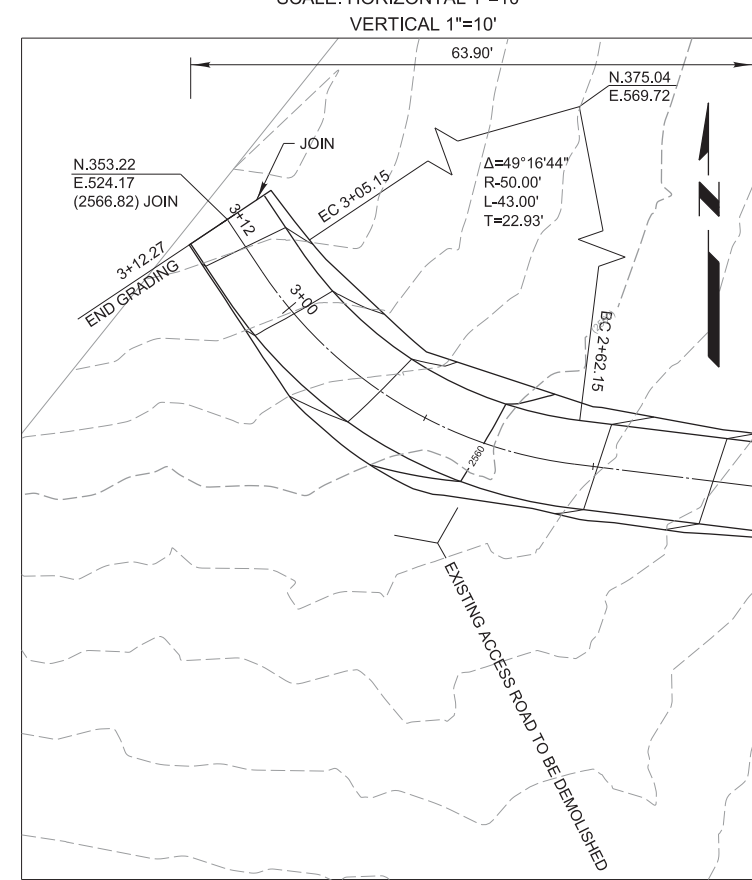 SCALE: HORIZONTAL 1"=10'
VERTICAL 1"=10'
63.90'
N.375.04
E.569.72
JOIN
N.353.22
E.524.17
(2566.82) JOIN
Δ=49°16'44"
R-50.00'
L-43.00'
T=22.93'
EC 3+05.15
3+12
3+12.27
END GRADING
N
3+00
BC 2+62.15
2560
EXISTING ACCESS ROAD TO BE DEMOLISHED